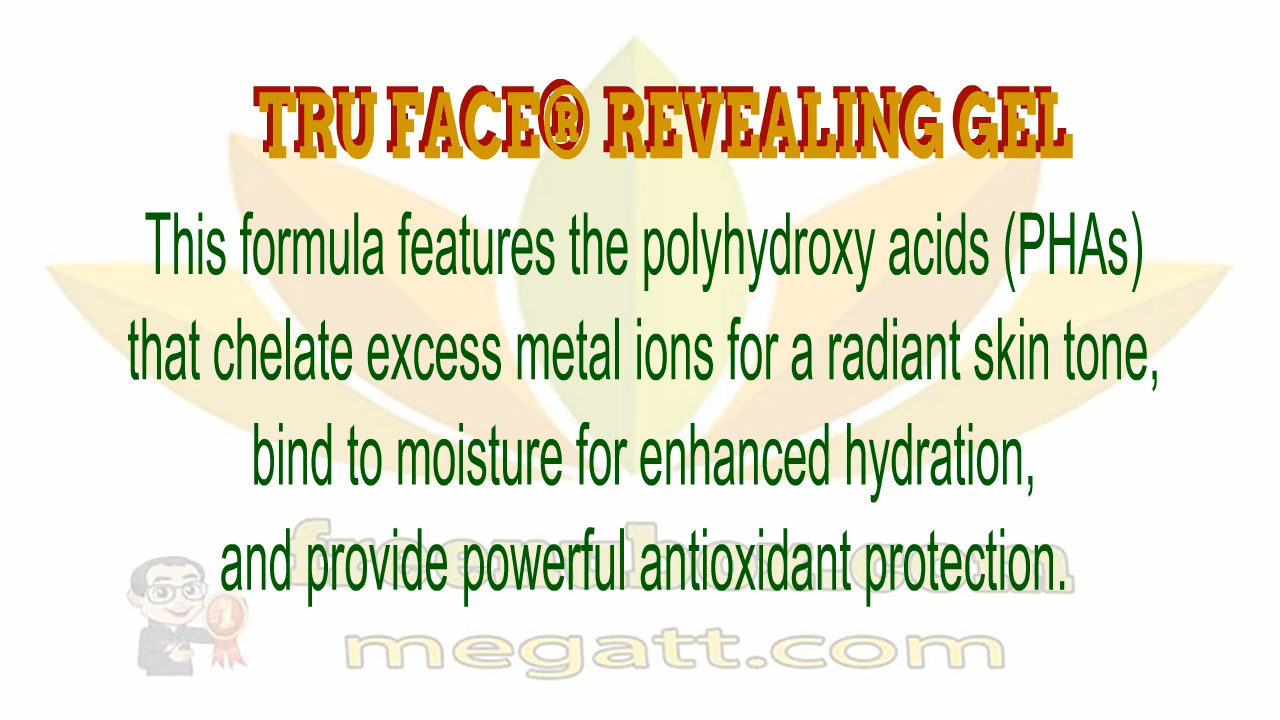 TRU FACE® REVEALING GEL
This formula features the polyhydroxy acids (PHAs)
that chelate excess metal ions for a radiant skin tone,
bind to moisture for enhanced hydration,
and provide powerful antioxidant protection.
1
megatt.com